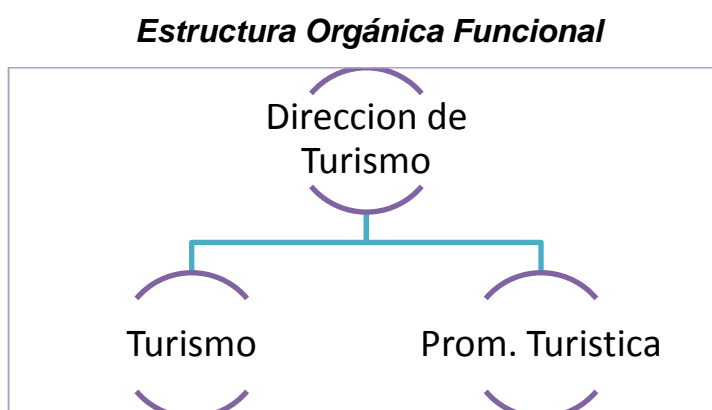 Estructura Orgánica Funcional
Direccion de
Turismo
Turismo
Prom. Turistica